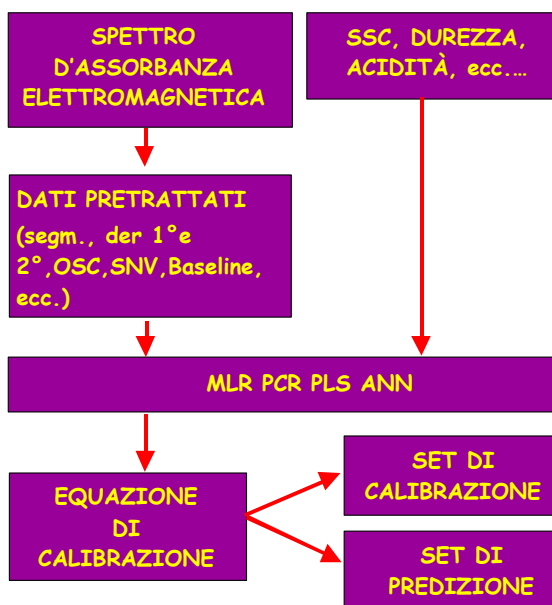 SPETTRO
D'ASSORBANZA
ELETTROMAGNETICA
SSC, DUREZZA,
ACIDITÀ, ecc.…
DATI PRETRATTATI
(segm., der 1°e
2°,OSC,SNV,Baseline,
ecc.)
MLR PCR PLS ANN
EQUAZIONE
DI
CALIBRAZIONE
SET DI
CALIBRAZIONE
SET DI
PREDIZIONE